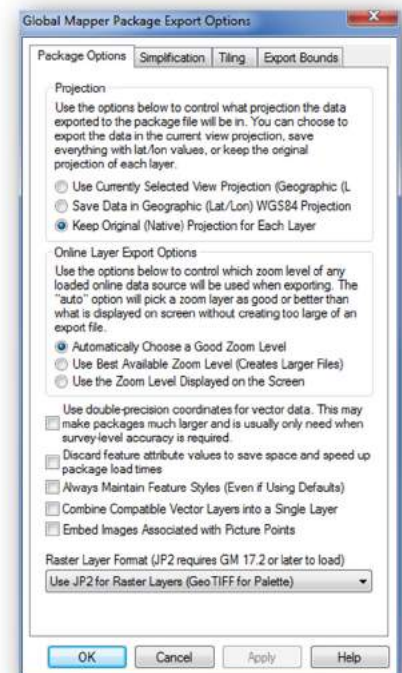 Global Mapper Package Export Options
Package Options
Simplification
Tiling
Export Bounds
Projection
Use the options below to control what projection the data
exported to the package file will be in. You can choose to
export the data in the current view projection, save
everything with lat/lon values, or keep the original
projection of each layer.
Use Currently Selected View Projection (Geographic (L
Save Data in Geographic (Lat/Lon) WGS84 Projection
Keep Original (Native) Projection for Each Layer
Online Layer Export Options
Use the options below to control which zoom level of any
loaded online data source will be used when exporting. The
"auto" option will pick a zoom layer as good or better than
what is displayed on screen without creating too large of an
export file.
Automatically Choose a Good Zoom Level
Use Best Available Zoom Level (Creates Larger Files)
Use the Zoom Level Displayed on the Screen
Use double-precision coordinates for vector data. This may
make packages much larger and is usually only need when
survey-level accuracy is required.
Discard feature attribute values to save space and speed up
package load times
Always Maintain Feature Styles (Even if Using Defaults)
Combine Compatible Vector Layers into a Single Layer
Embed Images Associated with Picture Points
Raster Layer Format (JP2 requires GM 17.2 or later to load)
Use JP2 for Raster Layers (GeoTIFF for Palette)
OK
Cancel
Apply
Help